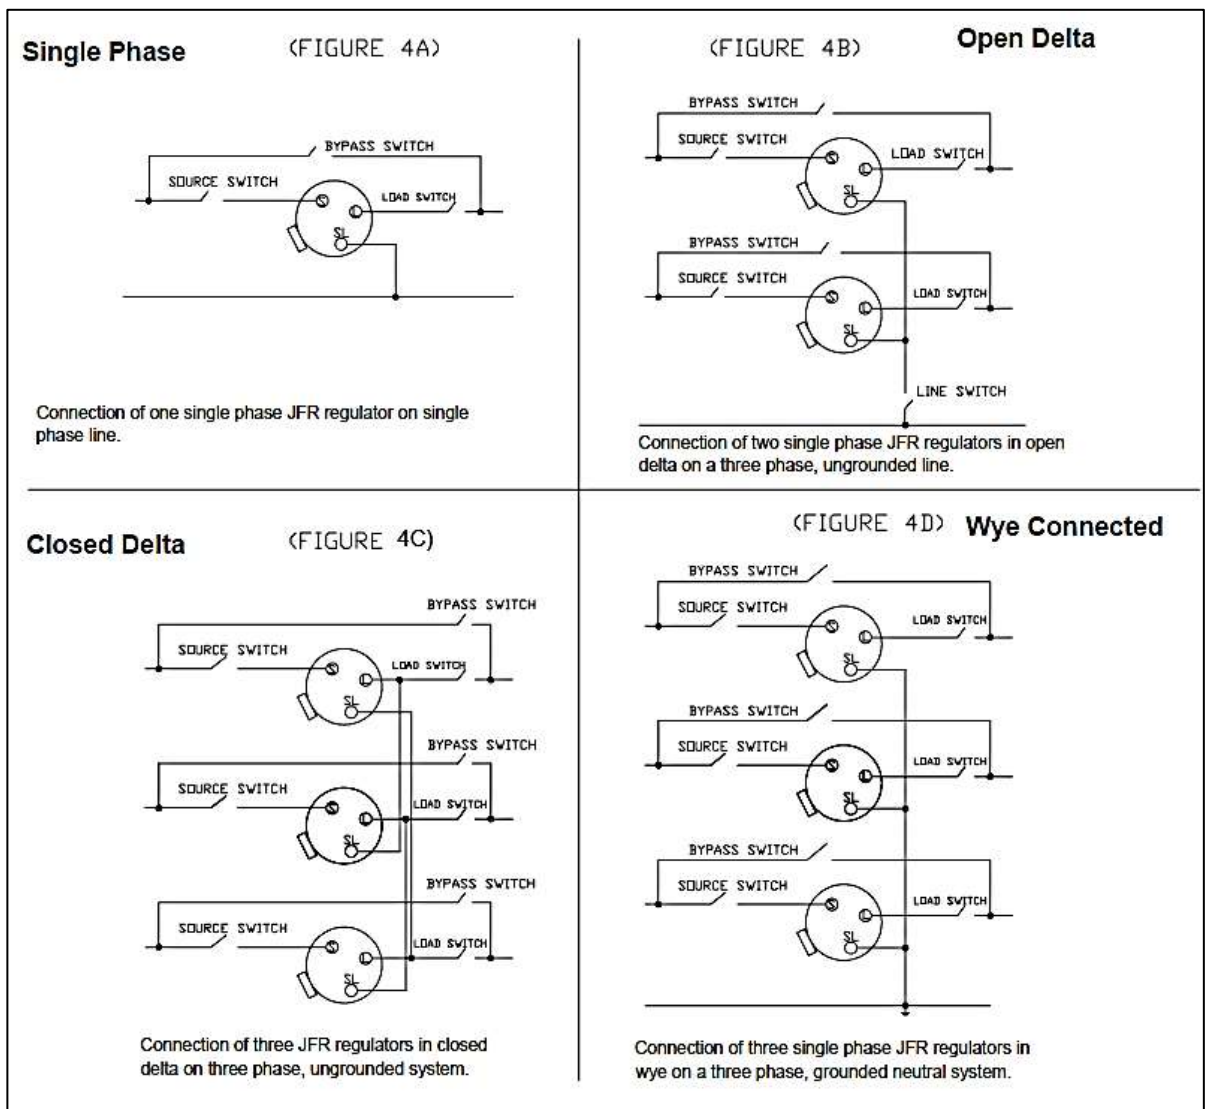 Single Phase
(FIGURE 4A)
BYPASS SWITCH
SOURCE SWITCH
LOAD SWITCH
S
L
SL
Connection of one single phase JFR regulator on single
phase line.
(FIGURE 4B)
Open Delta
BYPASS SWITCH
SOURCE SWITCH
LOAD SWITCH
S
L
SL
BYPASS SWITCH
SOURCE SWITCH
LOAD SWITCH
S
L
SL
LINE SWITCH
Connection of two single phase JFR regulators in open
delta on a three phase, ungrounded line.
Closed Delta
(FIGURE 4C)
BYPASS SWITCH
SOURCE SWITCH
LOAD SWITCH
S
L
SL
BYPASS SWITCH
SOURCE SWITCH
LOAD SWITCH
S
L
SL
BYPASS SWITCH
SOURCE SWITCH
LOAD SWITCH
S
L
SL
Connection of three JFR regulators in closed
delta on three phase, ungrounded system.
(FIGURE 4D)
Wye Connected
BYPASS SWITCH
SOURCE SWITCH
LOAD SWITCH
S
L
SL
BYPASS SWITCH
SOURCE SWITCH
LOAD SWITCH
S
L
SL
BYPASS SWITCH
SOURCE SWITCH
LOAD SWITCH
S
L
SL
Connection of three single phase JFR regulators in
wye on a three phase, grounded neutral system.